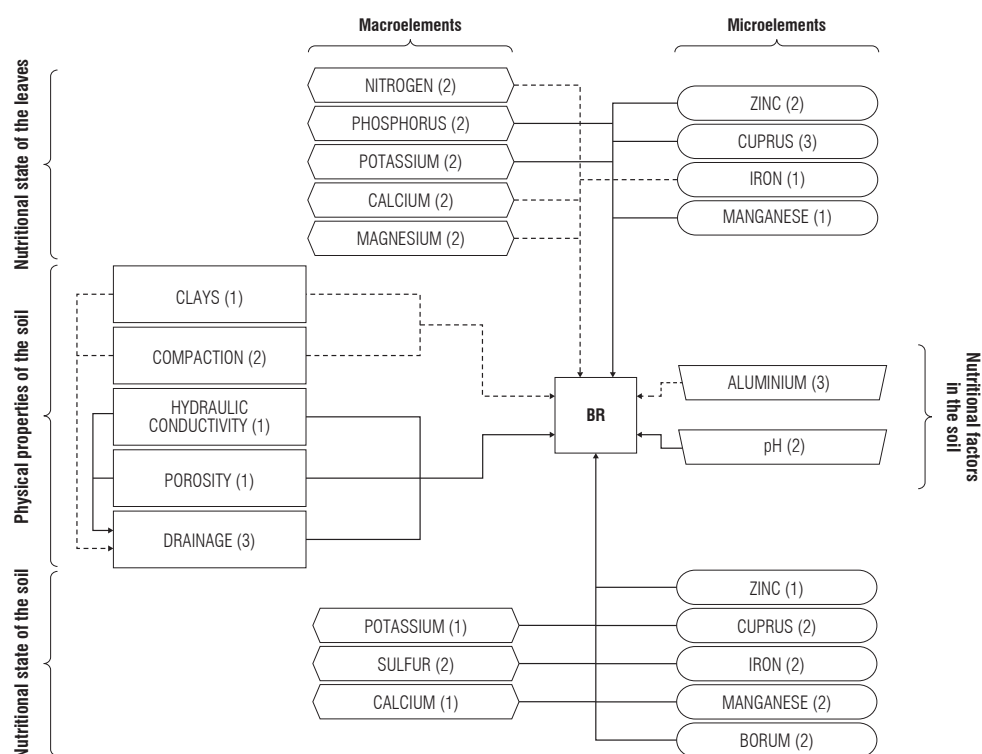 Macroelements
Microelements
Nutritional state of the leaves
NITROGEN (2)
PHOSPHORUS (2)
POTASSIUM (2)
CALCIUM (2)
MAGNESIUM (2)
ZINC (2)
CUPRUS (3)
IRON (1)
MANGANESE (1)
Physical properties of the soil
CLAYS (1)
COMPACTION (2)
HYDRAULIC
CONDUCTIVITY (1)
POROSITY (1)
DRAINAGE (3)
BR
ALUMINIUM (3)
pH (2)
Nutritional factors
in the soil
Nutritional state of the soil
POTASSIUM (1)
SULFUR (2)
CALCIUM (1)
ZINC (1)
CUPRUS (2)
IRON (2)
MANGANESE (2)
BORUM (2)